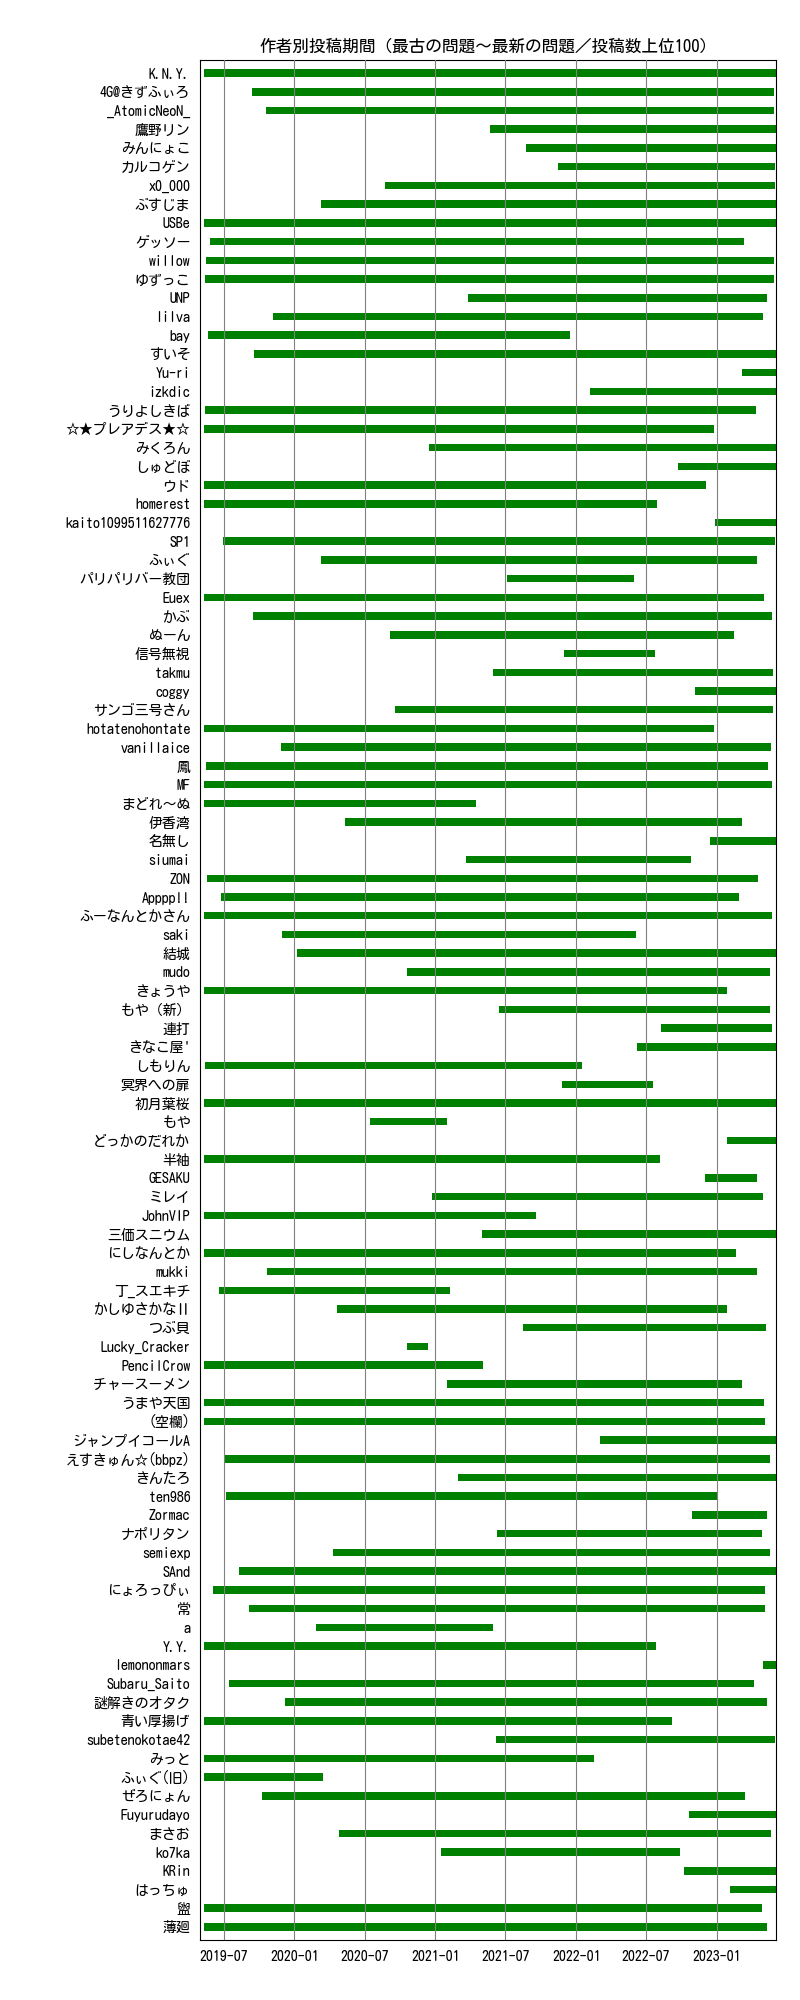 作者別投稿期間（最古の問題～最新の問題／投稿数上位100）
K.N.Y.
4G@きずふぃろ
_AtomicNeoN_
鷹野リン
みんにょこ
カルコゲン
x0_000
ぶすじま
USBe
ゲッソー
willow
ゆずっこ
UNP
lilva
bay
すいそ
Yu-ri
izkdic
うりよしきば
☆★プレアデス★☆
みくろん
しゅどぼ
ウド
homerest
kaito1099511627776
SP1
ふぃぐ
パリパリバー教団
Euex
かぶ
ぬーん
信号無視
takmu
coggy
サンゴ三号さん
hotatenohontate
vanillaice
鳳
MF
まどれ～ぬ
伊香湾
名無し
siumai
ZON
Appppll
ふーなんとかさん
saki
結城
mudo
きょうや
もや（新）
連打
きなこ屋'
しもりん
冥界への扉
初月葉桜
もや
どっかのだれか
半袖
GESAKU
ミレイ
JohnVIP
三価スニウム
にしなんとか
mukki
丁_スエキチ
かしゆさかなII
つぶ貝
Lucky_Cracker
PencilCrow
チャースーメン
うまや天国
(空欄)
ジャンプイコールA
えすきゅん☆(bbpz)
きんたろ
ten986
Zormac
ナポリタン
semiexp
SAnd
にょろっぴぃ
常
a
Y.Y.
lemononmars
Subaru_Saito
謎解きのオタク
青い厚揚げ
subetenokotae42
みっと
ふぃぐ(旧)
ぜろにょん
Fuyurudayo
まさお
ko7ka
KRin
はっちゅ
薄廻
2019-07 2020-01 2020-07 2021-01 2021-07 2022-01 2022-07 2023-01